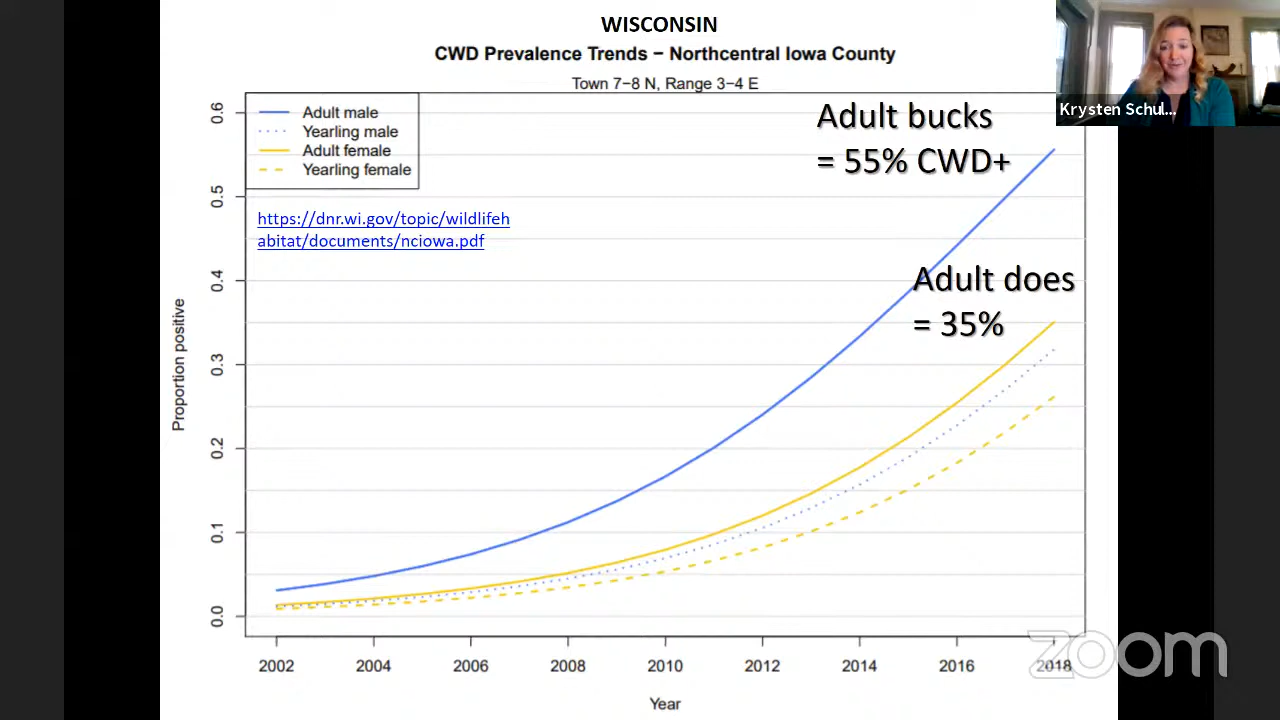 WISCONSIN
CWD Prevalence Trends − Northcentral Iowa County
Town 7−8 N, Range 3−4 E
Krysten Schul...
Adult male
Yearling male
Adult female
Yearling female
https://dnr.wi.gov/topic/wildlifeh
abitat/documents/nciowa.pdf
Adult bucks
= 55% CWD+
Adult does
= 35%
Proportion positive
0.6
0.5
0.4
0.3
0.2
0.1
0.0
2002 2004 2006 2008 2010 2012 2014 2016 2018
Year
zoom